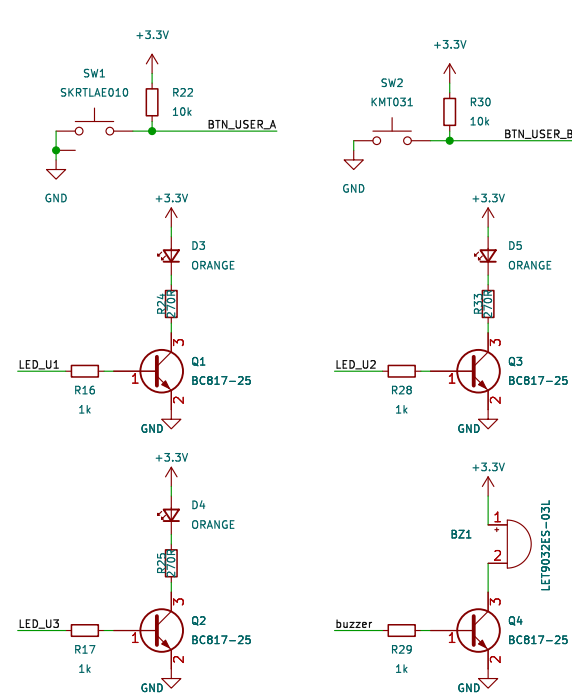 +3.3V
SW1
SKRTLAE010
R22
10k
BTN_USER_A
GND
+3.3V
SW2
KMT031
R30
10k
BTN_USER_B
GND
+3.3V
D3
ORANGE
R24
270R
LED_U1
R16
1k
1
3
2
Q1
BC817-25
GND
+3.3V
D5
ORANGE
R33
270R
LED_U2
R28
1k
1
3
2
Q3
BC817-25
GND
+3.3V
D4
ORANGE
R25
270R
LED_U3
R17
1k
1
3
2
Q2
BC817-25
GND
+3.3V
BZ1
1
+
2
LET9032ES-03L
buzzer
R29
1k
1
3
2
Q4
BC817-25
GND